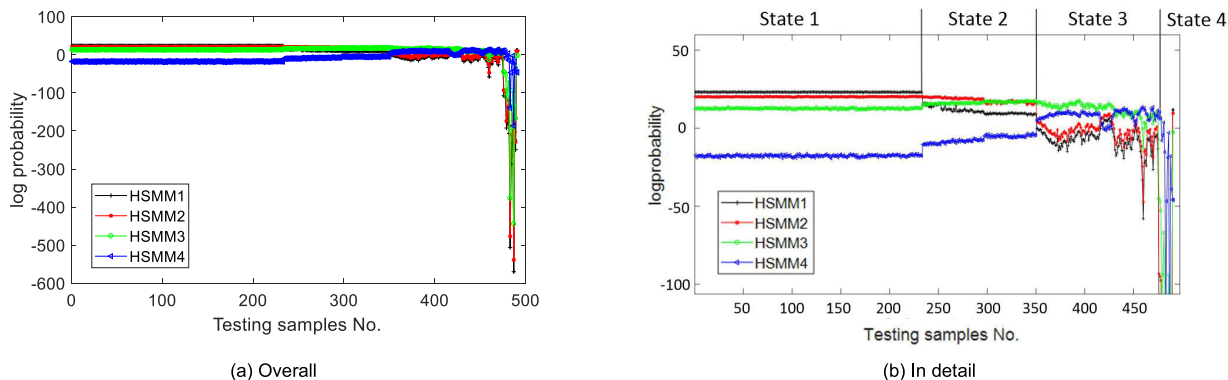 100
0
-100
-200
-300
-400
-500
-600
log probability
HSMM1
HSMM2
HSMM3
HSMM4
0
100
200
300
400
500
Testing samples No.
(a) Overall
State 1
State 2
State 3
State 4
50
0
-50
-100
logprobability
HSMM1
HSMM2
HSMM3
HSMM4
50
100
150
200
250
300
350
400
450
Testing samples No.
(b) In detail